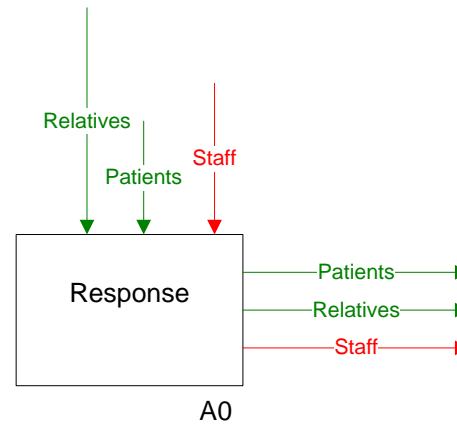 Relatives
Patients
Staff
Response
Patients
Relatives
Staff
A0